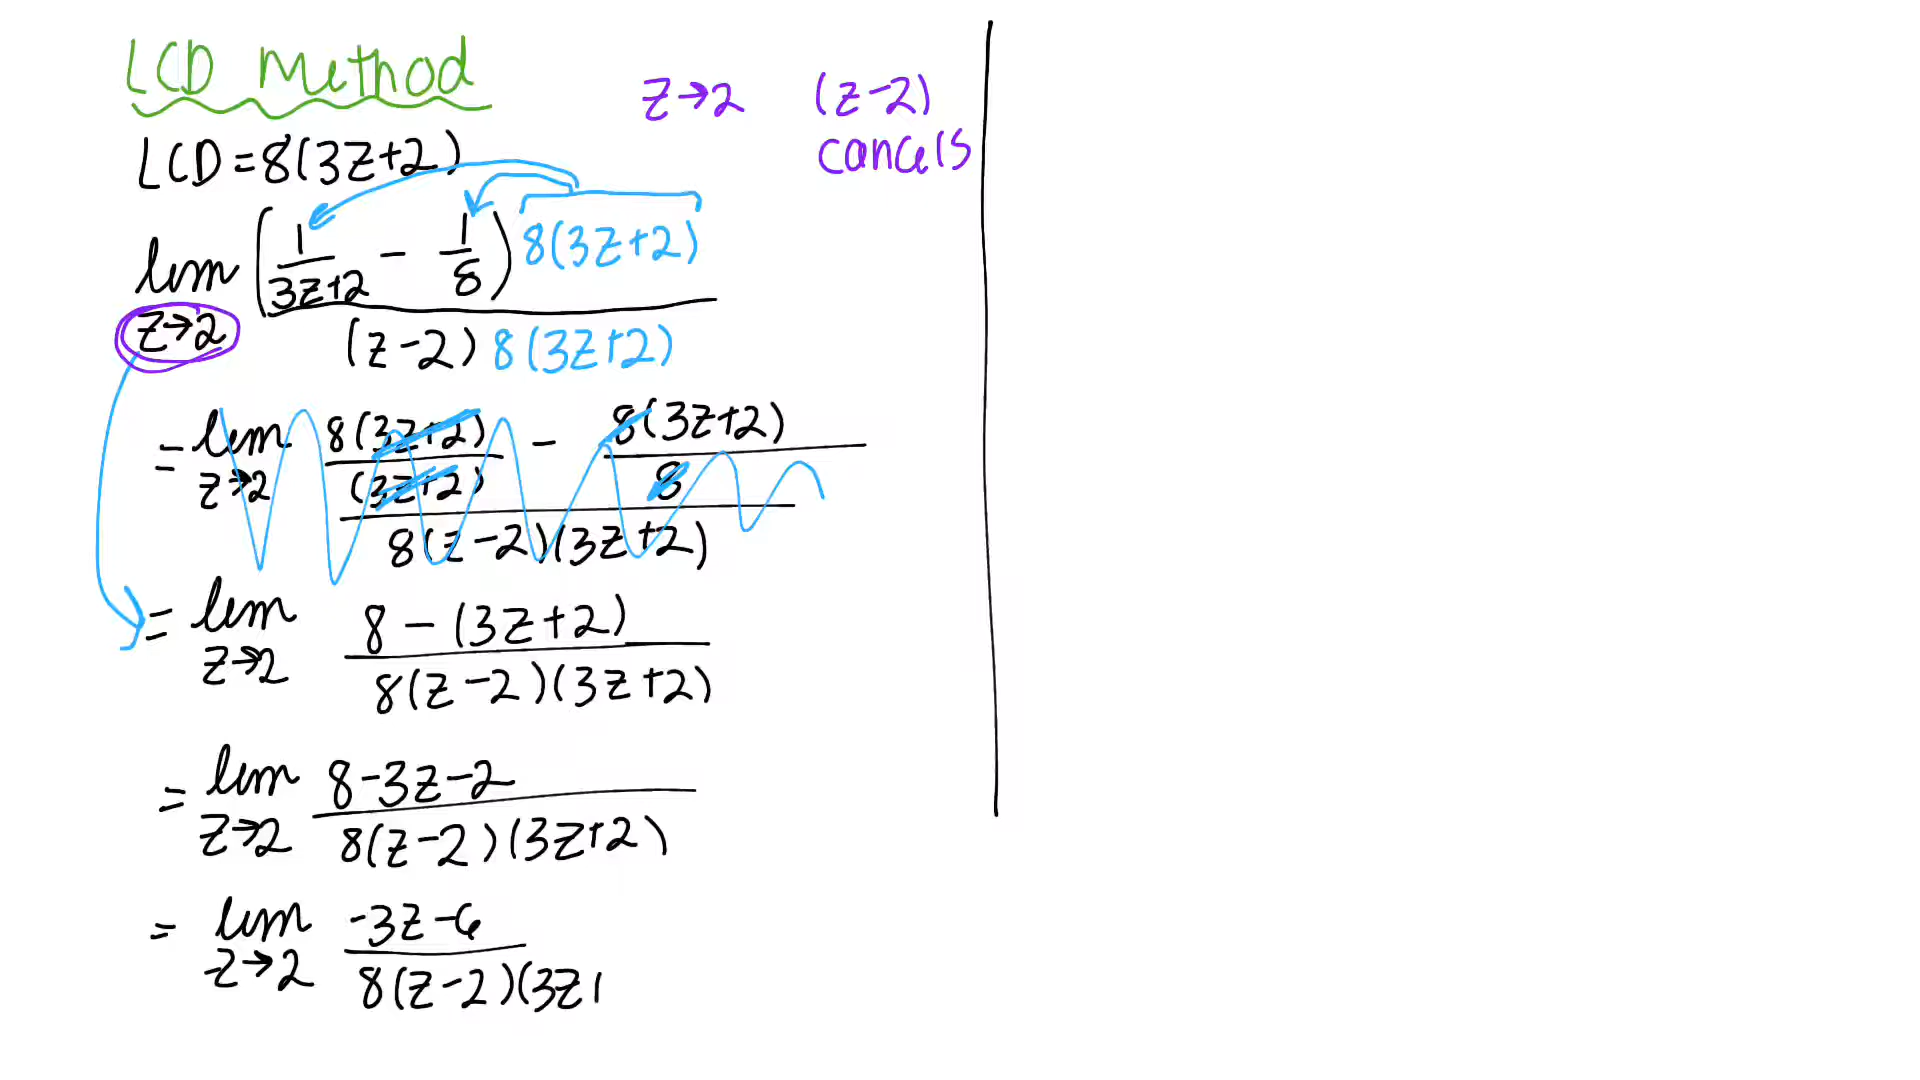 LCD Method
z→2 (z-2)
cancels
LCD=8(3z+2)
lim (1/(3z+2) - 1/8) 8(3z+2)
z→2 (z-2) 8(3z+2)
= lim 8(3z+2)/(3z+2) - 8(3z+2)/8
z→2 8(z-2)(3z+2)
= lim 8-(3z+2)
z→2 8(z-2)(3z+2)
= lim 8-3z-2
z→2 8(z-2)(3z+2)
= lim -3z-6
z→2 8(z-2)(3z